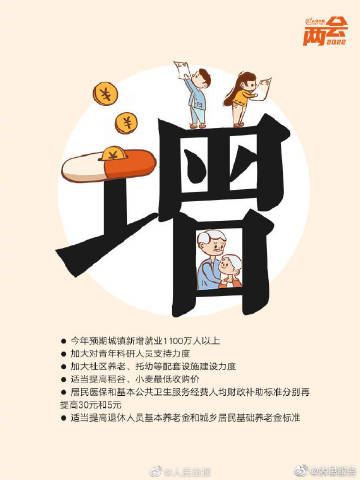 两会
2022
增
● 今年预期城镇新增就业1100万人以上
● 加大对青年科研人员支持力度
● 加大社区养老、托幼等配套设施建设力度
● 适当提高稻谷、小麦最低收购价
● 居民医保和基本公共卫生服务经费人均财政补助标准分别再
提高30元和5元
● 适当提高退休人员基本养老金和城乡居民基础养老金标准
@人民日报